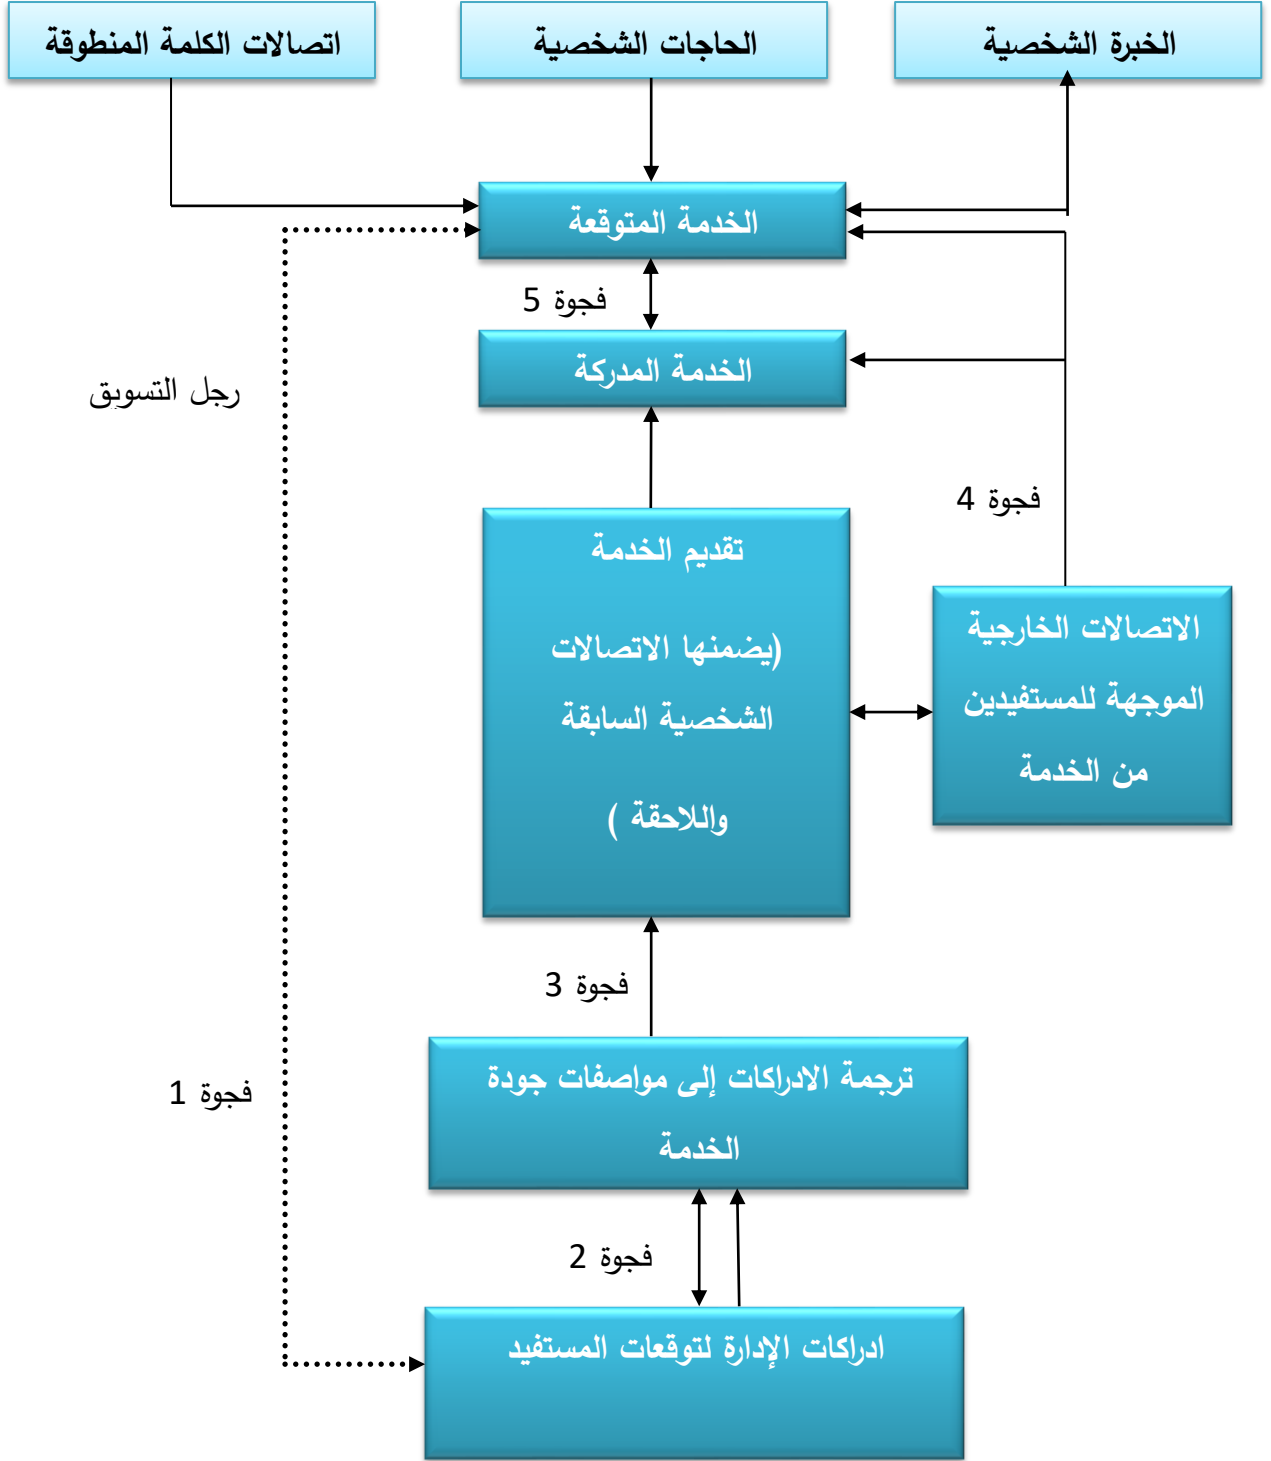 الخبرة الشخصية
الحاجات الشخصية
اتصالات الكلمة المنطوقة
الخدمة المتوقعة
فجوة 5
الخدمة المدركة
رجل التسويق
فجوة 4
تقديم الخدمة
(يضمنها الاتصالات
الشخصية السابقة
واللاحقة )
الاتصالات الخارجية
الموجهة للمستفيدين
من الخدمة
فجوة 3
ترجمة الادراكات إلى مواصفات جودة
الخدمة
فجوة 1
فجوة 2
ادراكات الإدارة لتوقعات المستفيد